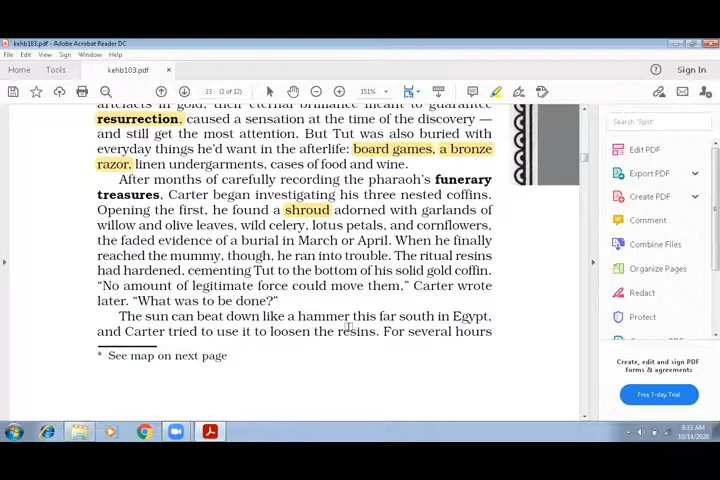 kehb103.pdf - Adobe Acrobat Reader DC
File Edit View Sign Window Help
Home Tools kehb103.pdf × Sign In
23 (2 of 12) 151%
artefacts in gold, their eternal brilliance meant to guarantee
resurrection, caused a sensation at the time of the discovery —
and still get the most attention. But Tut was also buried with
everyday things he'd want in the afterlife: board games, a bronze
razor, linen undergarments, cases of food and wine.
After months of carefully recording the pharaoh's funerary
treasures, Carter began investigating his three nested coffins.
Opening the first, he found a shroud adorned with garlands of
willow and olive leaves, wild celery, lotus petals, and cornflowers,
the faded evidence of a burial in March or April. When he finally
reached the mummy, though, he ran into trouble. The ritual resins
had hardened, cementing Tut to the bottom of his solid gold coffin.
"No amount of legitimate force could move them," Carter wrote
later. "What was to be done?"
The sun can beat down like a hammer this far south in Egypt,
and Carter tried to use it to loosen the resins. For several hours
* See map on next page
Search 'Split'
Edit PDF
Export PDF
Create PDF
Comment
Combine Files
Organize Pages
Redact
Protect
Create, edit and sign PDF
forms & agreements
Free 7-day Trial
8:33 AM
10/14/2020